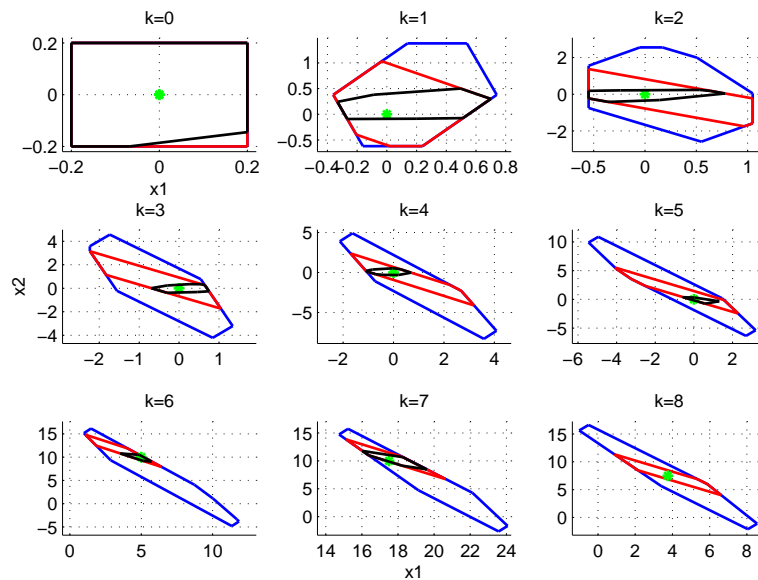 k=0 k=1 k=2
0.2 0 −0.2
−0.2 0 0.2
x1
1 0.5 0 −0.5
−0.4 −0.2 0 0.2 0.4 0.6 0.8
2 0 −2
−0.5 0 0.5 1
k=3 k=4 k=5
x2
4 2 0 −2 −4
−2 −1 0 1
5 0 −5
−2 0 2 4
10 5 0 −5
−6 −4 −2 0 2
k=6 k=7 k=8
15 10 5 0 −5
0 5 10
15 10 5 0
14 16 18 20 22 24
x1
15 10 5 0
0 2 4 6 8